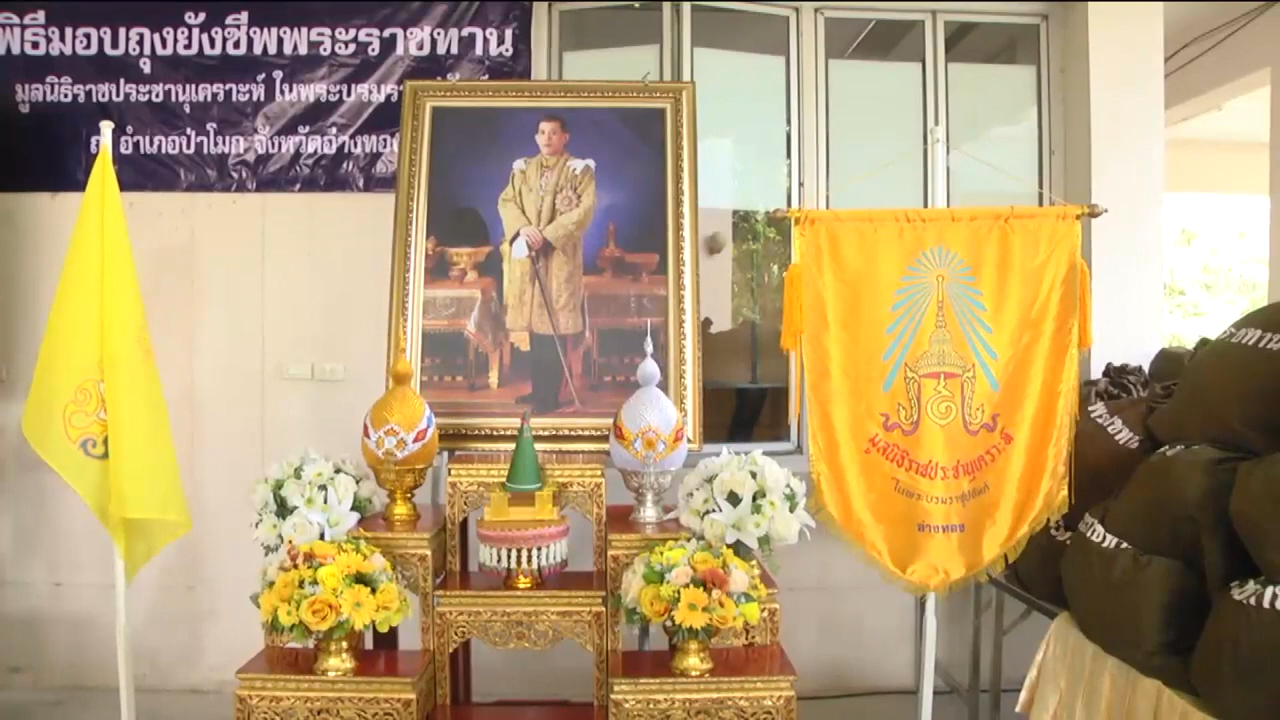 พิธีมอบถุงยังชีพพระราชทาน
มูลนิธิราชประชานุเคราะห์ ในพระบรมรา
ณ อำเภอป่าโมก จังหวัดอ่างทอง
มูลนิธิราชประชานุเคราะห์
ในพระบรมราชูปถัมภ์
อ่างทอง